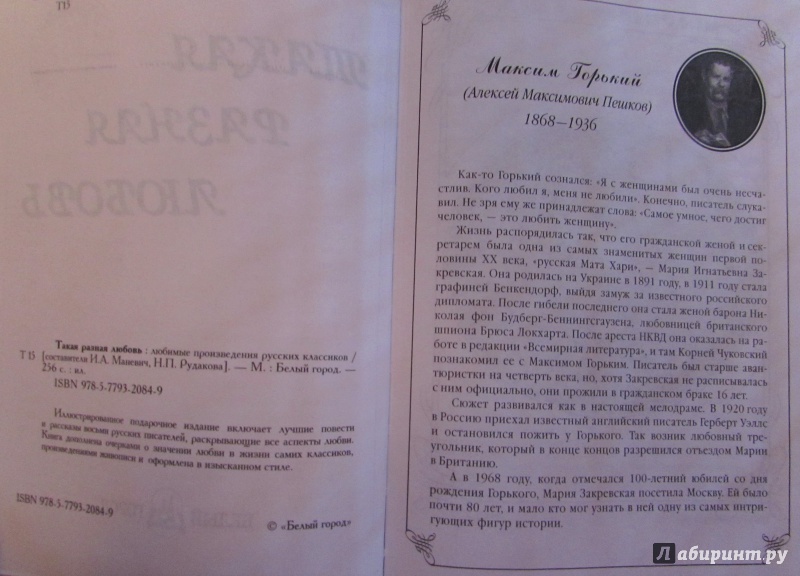 Т15
Такая разная любовь : любимые произведения русских классиков /
Т 15 [составители И.А. Маневич, Н.П. Рудакова]. — М. : Белый город. —
256 с. : ил.
ISBN 978-5-7793-2084-9
Иллюстрированное подарочное издание включает лучшие повести
и рассказы восьми русских писателей, раскрывающие все аспекты любви.
Книга дополнена очерками о значении любви в жизни самих классиков,
произведениями живописи и оформлена в изысканном стиле.
ISBN 978-5-7793-2084-9
© «Белый город»
Максим Горький
(Алексей Максимович Пешков)
1868—1936
Как-то Горький сознался: «Я с женщинами был очень несча-
стлив. Кого любил я, меня не любили». Конечно, писатель слука-
вил. Не зря ему же принадлежат слова: «Самое умное, чего достиг
человек, — это любить женщину».
Жизнь распорядилась так, что его гражданской женой и сек-
ретарем была одна из самых знаменитых женщин первой по-
ловины XX века, «русская Мата Хари», — Мария Игнатьевна За-
кревская. Она родилась на Украине в 1891 году, в 1911 году стала
графиней Бенкендорф, выйдя замуж за известного российского
дипломата. После гибели последнего она стала женой барона Ни-
колая фон Будберг-Беннингсгаузена, любовницей британского
шпиона Брюса Локхарта. После ареста НКВД она оказалась на ра-
боте в редакции «Всемирная литература», и там Корней Чуковский
познакомил ее с Максимом Горьким. Писатель был старше аван-
тюристки на четверть века, но, хотя Закревская не расписывалась
с ним официально, они прожили в гражданском браке 16 лет.
Сюжет развивался как в настоящей мелодраме. В 1920 году
в Россию приехал известный английский писатель Герберт Уэллс
и остановился пожить у Горького. Так возник любовный тре-
угольник, который в конце концов разрешился отъездом Марии
в Британию.
А в 1968 году, когда отмечался 100-летний юбилей со дня
рождения Горького, Мария Закревская посетила Москву. Ей было
почти 80 лет, и мало кто мог узнать в ней одну из самых интри-
гующих фигур истории.
Лабиринт.ру